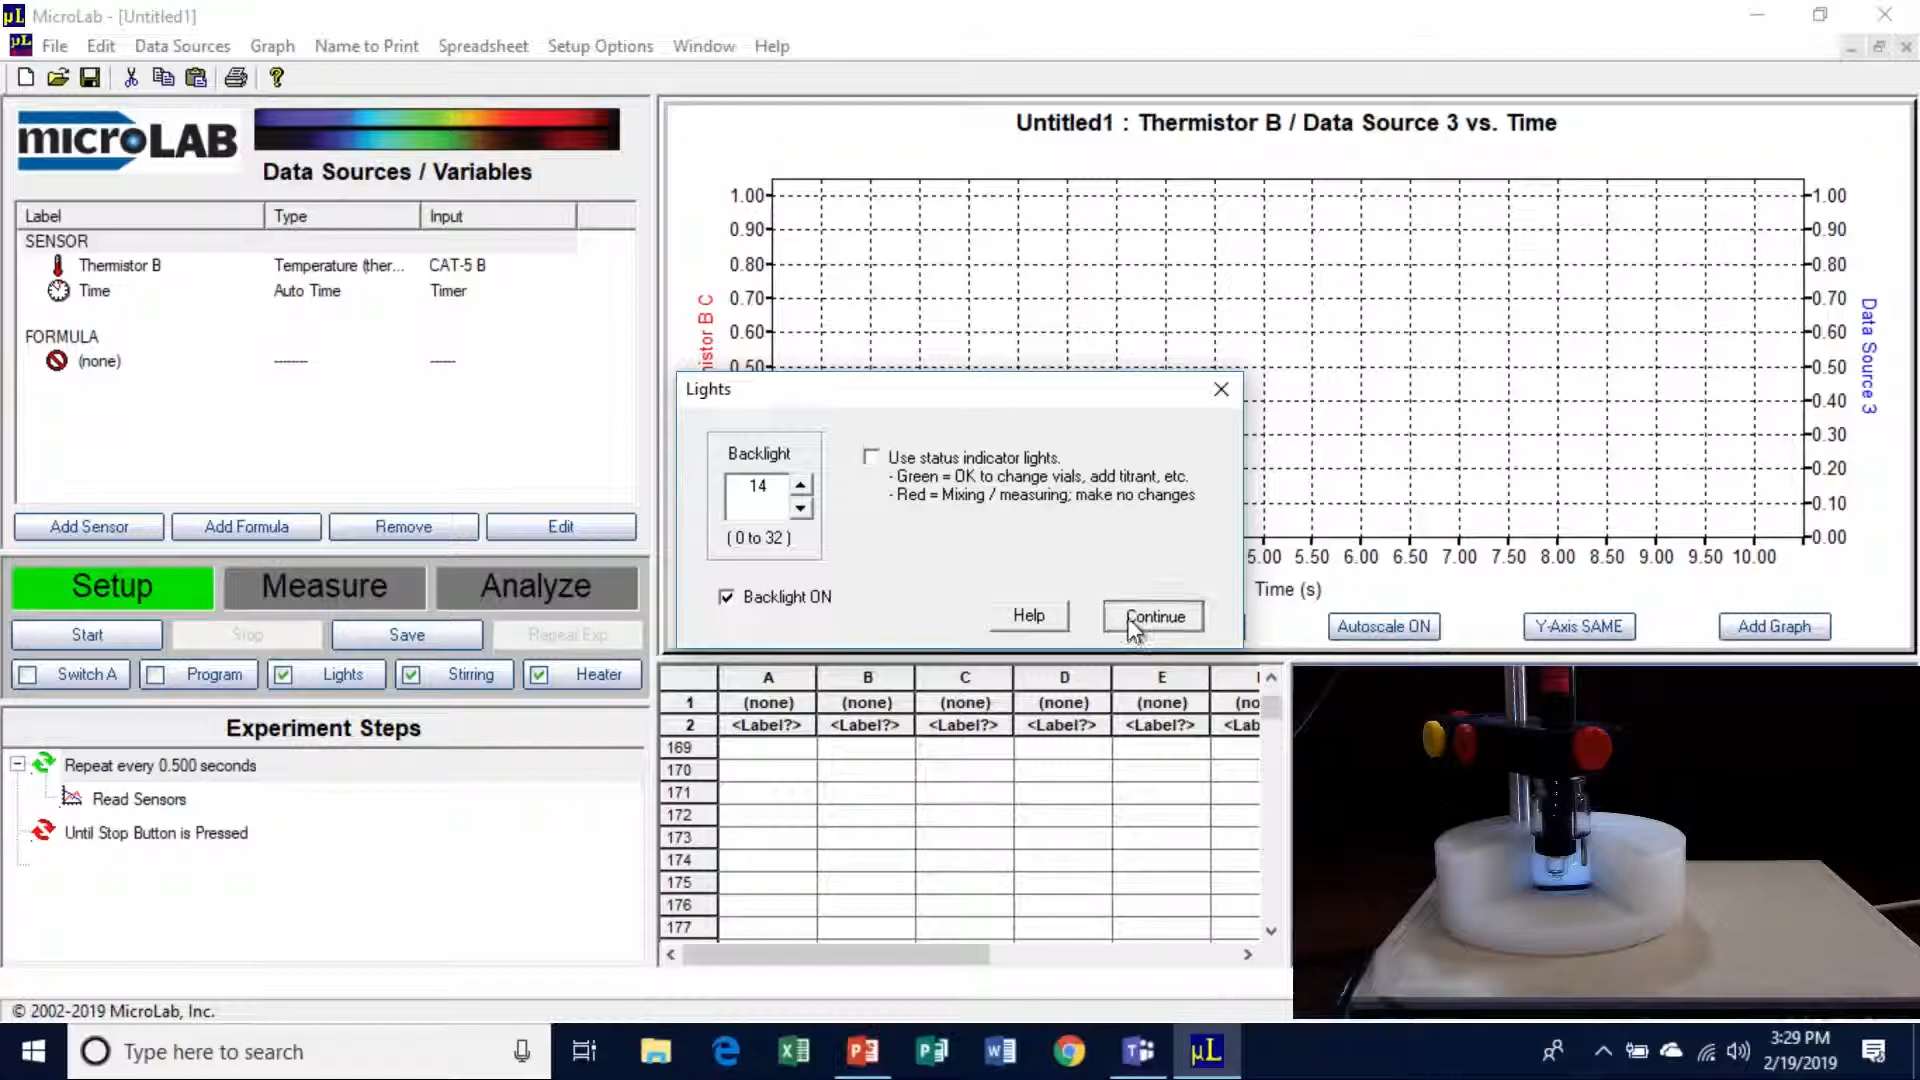 MicroLab - [Untitled1]
File Edit Data Sources Graph Name to Print Spreadsheet Setup Options Window Help
microLAB
Data Sources / Variables
Label Type Input
SENSOR
Thermistor B Temperature (ther... CAT-5 B
Time Auto Time Timer
FORMULA
(none) ------- -----
Add Sensor Add Formula Remove Edit
Setup Measure Analyze
Start Stop Save Repeat Exp.
Switch A Program Lights Stirring Heater
Experiment Steps
Repeat every 0.500 seconds
Read Sensors
Until Stop Button is Pressed
Untitled1 : Thermistor B / Data Source 3 vs. Time
1.00 1.00
0.90 0.90
0.80 0.80
0.70 0.70
0.60 0.60
0.50 0.50
0.40
0.30
0.20
0.10
0.00
B C
Data Source 3
5.00 5.50 6.00 6.50 7.00 7.50 8.00 8.50 9.00 9.50 10.00
Time (s)
Autoscale ON Y-Axis SAME Add Graph
Lights
Backlight
14
( 0 to 32 )
Backlight ON
Use status indicator lights.
- Green = OK to change vials, add titrant, etc.
- Red = Mixing / measuring; make no changes
Help Continue
A B C D E
1 (none) (none) (none) (none) (none) (no
2 <Label?> <Label?> <Label?> <Label?> <Label?> <Lab
169
170
171
172
173
174
175
176
177
© 2002-2019 MicroLab, Inc.
Type here to search
µL
3:29 PM
2/19/2019